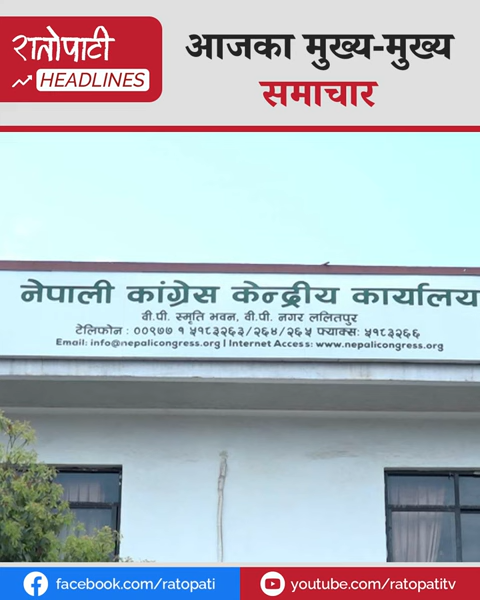 रातोपाटी
HEADLINES
आजका मुख्य-मुख्य
समाचार
नेपाली कांग्रेस केन्द्रीय कार्यालय
वी.पी. स्मृति भवन, वी.पी. नगर ललितपुर
टेलिफोन : ००९७७ १ ५१८३२६३/२६४/२६५ फ्याक्स: ५१८३२६६
Email: info@nepalicongress.org | Internet Access: www.nepalicongress.org
facebook.com/ratopati
youtube.com/ratopatitv